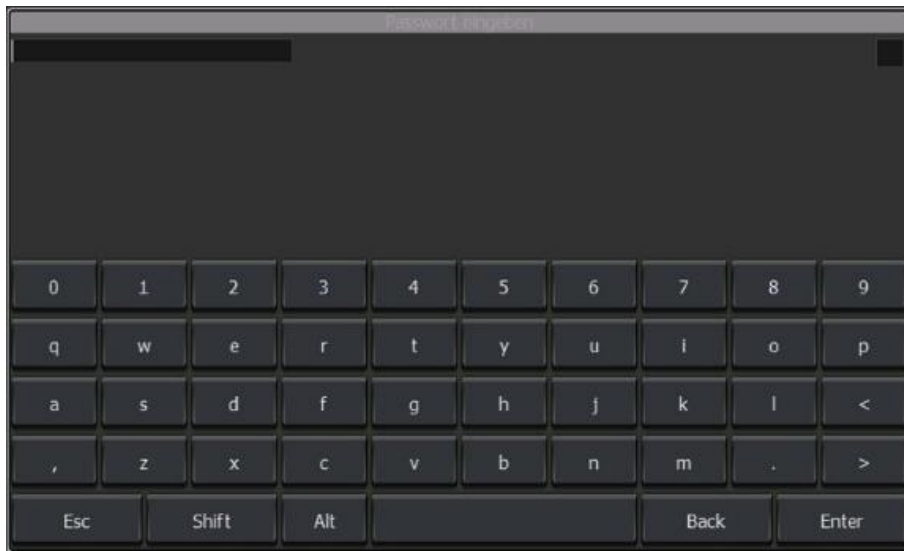 Passwort eingeben
0 1 2 3 4 5 6 7 8 9
q w e r t y u i o p
a s d f g h j k l <
, z x c v b n m . >
Esc Shift Alt Back Enter